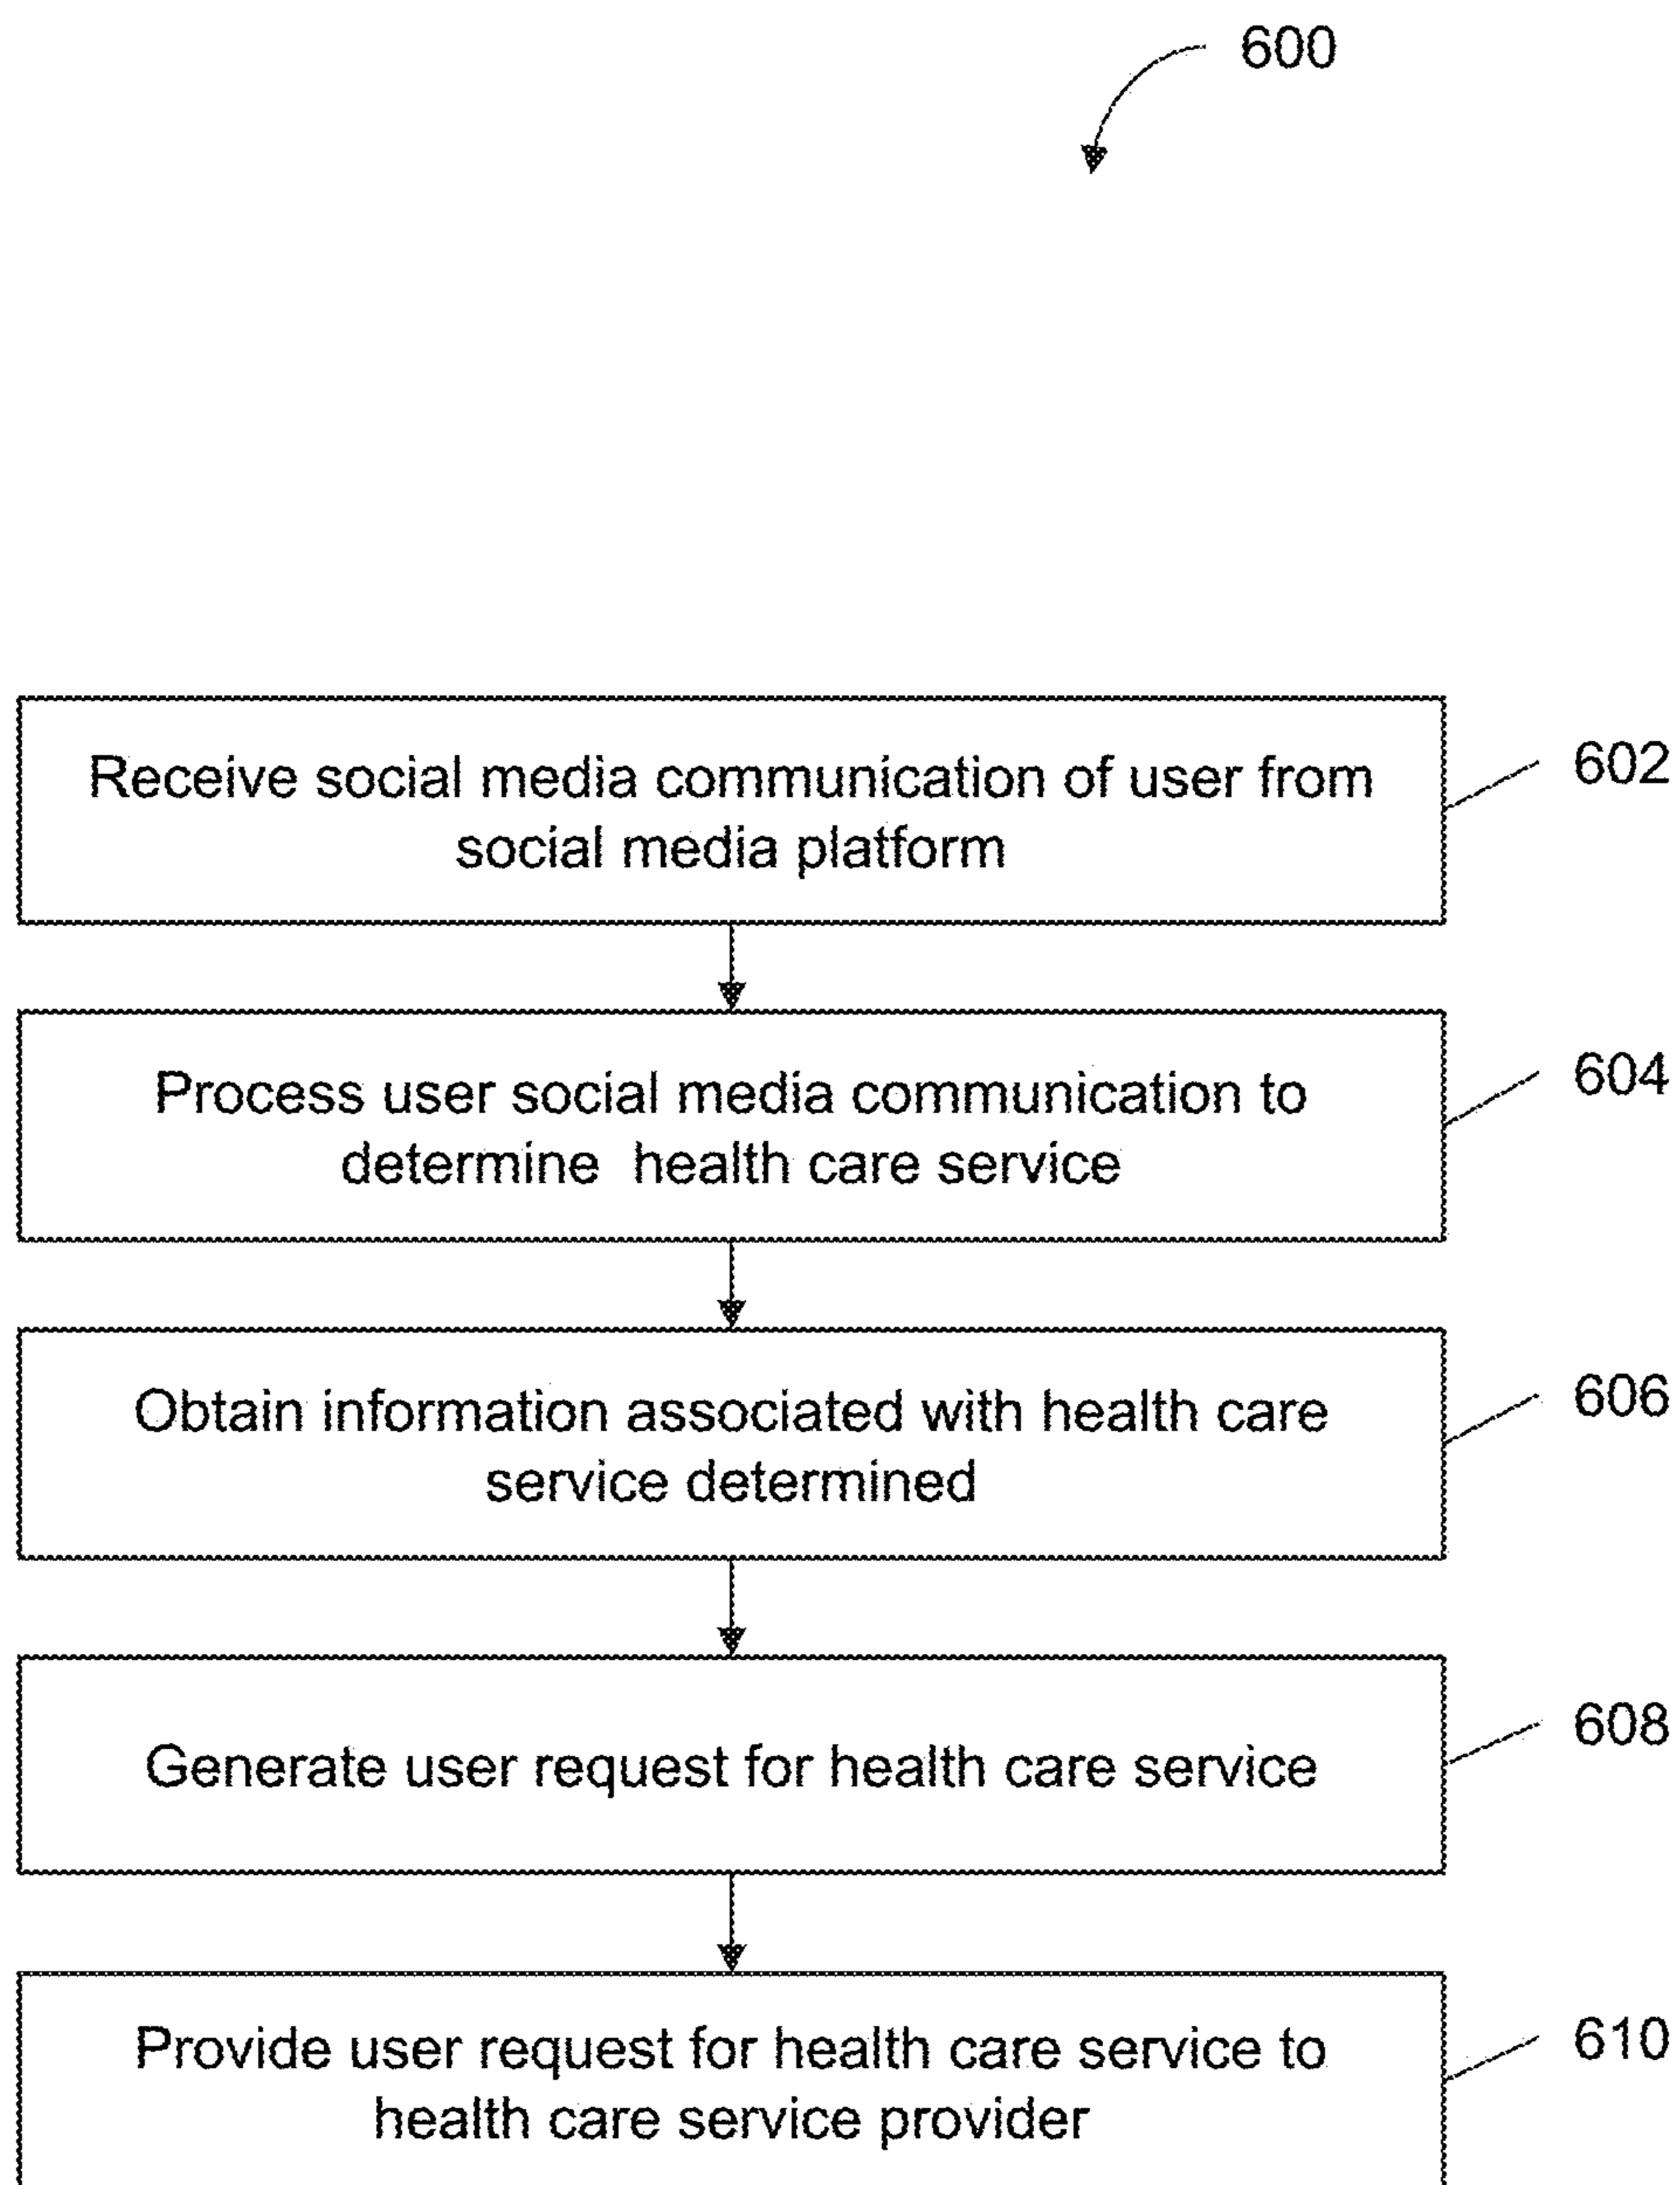 600
Receive social media communication of user from
social media platform
602
Process user social media communication to
determine health care service
604
Obtain information associated with health care
service determined
606
Generate user request for health care service
608
Provide user request for health care service to
health care service provider
610